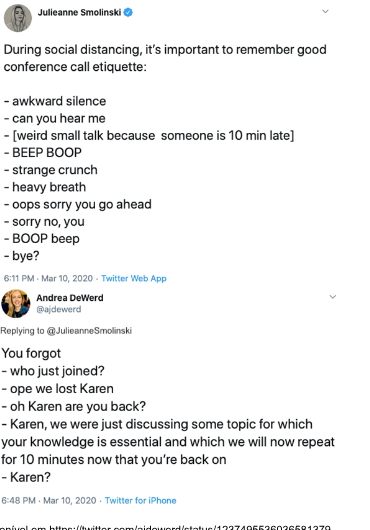 Julieanne Smolinski
During social distancing, it's important to remember good
conference call etiquette:
- awkward silence
- can you hear me
- [weird small talk because someone is 10 min late]
- BEEP BOOP
- strange crunch
- heavy breath
- oops sorry you go ahead
- sorry no, you
- BOOP beep
- bye?
6:11 PM · Mar 10, 2020 · Twitter Web App
Andrea DeWerd
@ajdewerd
Replying to @JulieanneSmolinski
You forgot
- who just joined?
- ope we lost Karen
- oh Karen are you back?
- Karen, we were just discussing some topic for which
your knowledge is essential and which we will now repeat
for 10 minutes now that you're back on
- Karen?
6:48 PM · Mar 10, 2020 · Twitter for iPhone